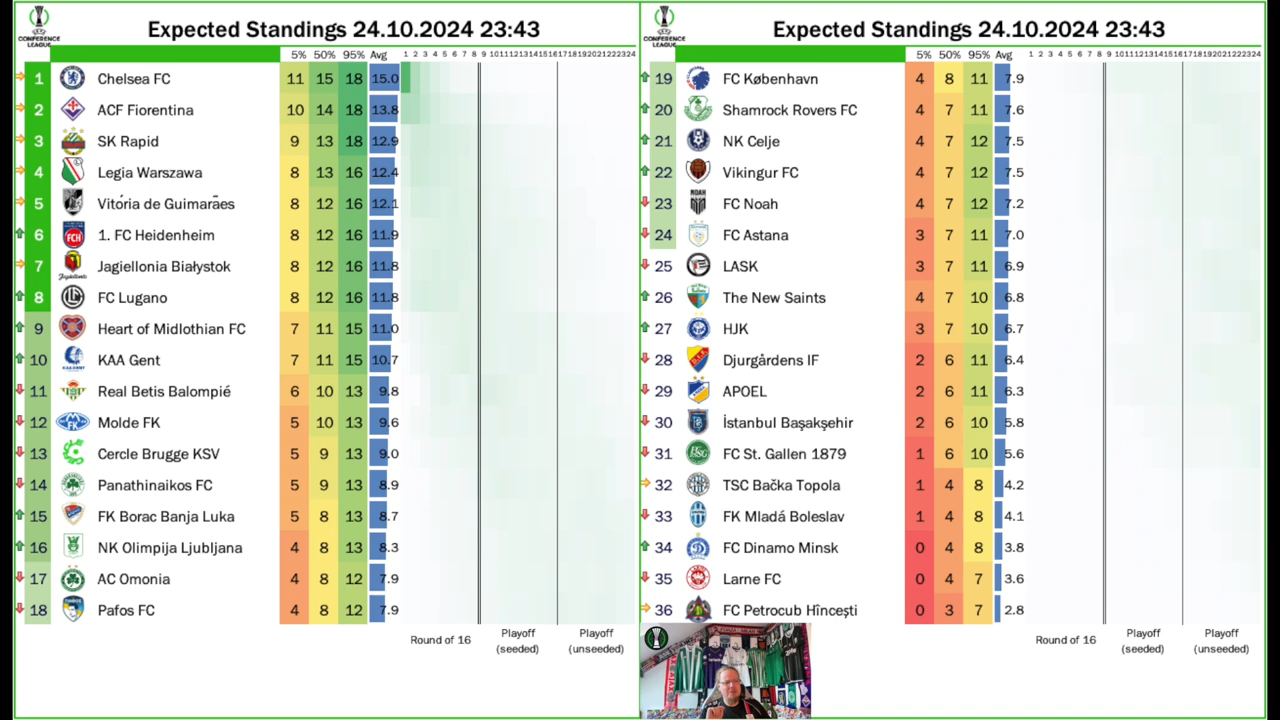 CONFERENCE
LEAGUE
Expected Standings 24.10.2024 23:43
5% 50% 95% Avg 1 2 3 4 5 6 7 8 9 10 11 12 13 14 15 16 17 18 19 20 21 22 23 24
1 Chelsea FC 11 15 18 15.0
2 ACF Fiorentina 10 14 18 13.8
3 SK Rapid 9 13 18 12.9
4 Legia Warszawa 8 13 16 12.4
5 Vitória de Guimarães 8 12 16 12.1
6 1. FC Heidenheim 8 12 16 11.9
7 Jagiellonia Białystok 8 12 16 11.8
8 FC Lugano 8 12 16 11.8
9 Heart of Midlothian FC 7 11 15 11.0
10 KAA Gent 7 11 15 10.7
11 Real Betis Balompié 6 10 13 9.8
12 Molde FK 5 10 13 9.6
13 Cercle Brugge KSV 5 9 13 9.0
14 Panathinaikos FC 5 9 13 8.9
15 FK Borac Banja Luka 5 8 13 8.7
16 NK Olimpija Ljubljana 4 8 13 8.3
17 AC Omonia 4 8 12 7.9
18 Pafos FC 4 8 12 7.9
Round of 16
Playoff
(seeded)
Playoff
(unseeded)
CONFERENCE
LEAGUE
Expected Standings 24.10.2024 23:43
5% 50% 95% Avg 1 2 3 4 5 6 7 8 9 10 11 12 13 14 15 16 17 18 19 20 21 22 23 24
19 FC København 4 8 11 7.9
20 Shamrock Rovers FC 4 7 11 7.6
21 NK Celje 4 7 12 7.5
22 Vikingur FC 4 7 12 7.5
23 FC Noah 4 7 12 7.2
24 FC Astana 3 7 11 7.0
25 LASK 3 7 11 6.9
26 The New Saints 4 7 10 6.8
27 HJK 3 7 10 6.7
28 Djurgårdens IF 2 6 11 6.4
29 APOEL 2 6 11 6.3
30 İstanbul Başakşehir 2 6 10 5.8
31 FC St. Gallen 1879 1 6 10 5.6
32 TSC Bačka Topola 1 4 8 4.2
33 FK Mladá Boleslav 1 4 8 4.1
34 FC Dinamo Minsk 0 4 8 3.8
35 Larne FC 0 4 7 3.6
36 FC Petrocub Hîncești 0 3 7 2.8
Round of 16
Playoff
(seeded)
Playoff
(unseeded)